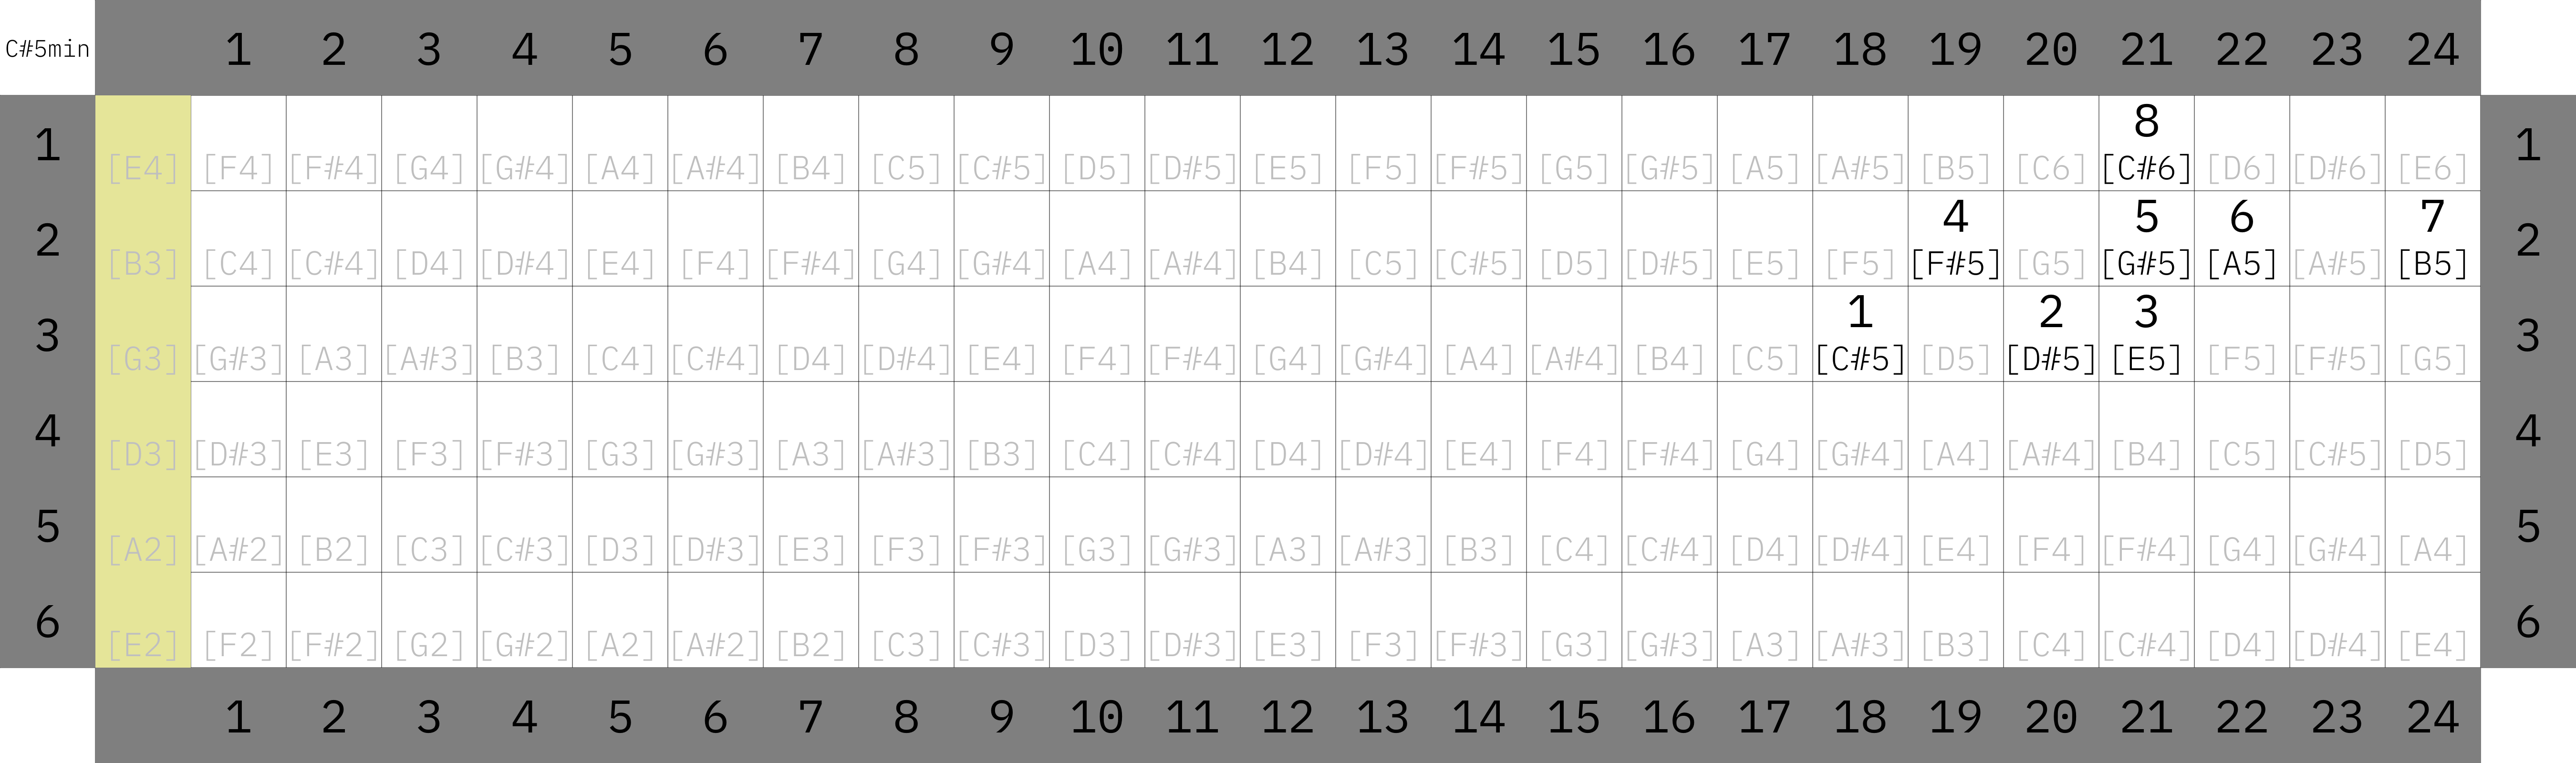 C#5min 1 2 3 4 5 6 7 8 9 10 11 12 13 14 15 16 17 18 19 20 21 22 23 24
8
1 [E4] [F4] [F#4] [G4] [G#4] [A4] [A#4] [B4] [C5] [C#5] [D5] [D#5] [E5] [F5] [F#5] [G5] [G#5] [A5] [A#5] [B5] [C6] [C#6] [D6] [D#6] [E6] 1
4 5 6 7
2 [B3] [C4] [C#4] [D4] [D#4] [E4] [F4] [F#4] [G4] [G#4] [A4] [A#4] [B4] [C5] [C#5] [D5] [D#5] [E5] [F5] [F#5] [G5] [G#5] [A5] [A#5] [B5] 2
1 2 3
3 [G3] [G#3] [A3] [A#3] [B3] [C4] [C#4] [D4] [D#4] [E4] [F4] [F#4] [G4] [G#4] [A4] [A#4] [B4] [C5] [C#5] [D5] [D#5] [E5] [F5] [F#5] [G5] 3
4 [D3] [D#3] [E3] [F3] [F#3] [G3] [G#3] [A3] [A#3] [B3] [C4] [C#4] [D4] [D#4] [E4] [F4] [F#4] [G4] [G#4] [A4] [A#4] [B4] [C5] [C#5] [D5] 4
5 [A2] [A#2] [B2] [C3] [C#3] [D3] [D#3] [E3] [F3] [F#3] [G3] [G#3] [A3] [A#3] [B3] [C4] [C#4] [D4] [D#4] [E4] [F4] [F#4] [G4] [G#4] [A4] 5
6 [E2] [F2] [F#2] [G2] [G#2] [A2] [A#2] [B2] [C3] [C#3] [D3] [D#3] [E3] [F3] [F#3] [G3] [G#3] [A3] [A#3] [B3] [C4] [C#4] [D4] [D#4] [E4] 6
1 2 3 4 5 6 7 8 9 10 11 12 13 14 15 16 17 18 19 20 21 22 23 24